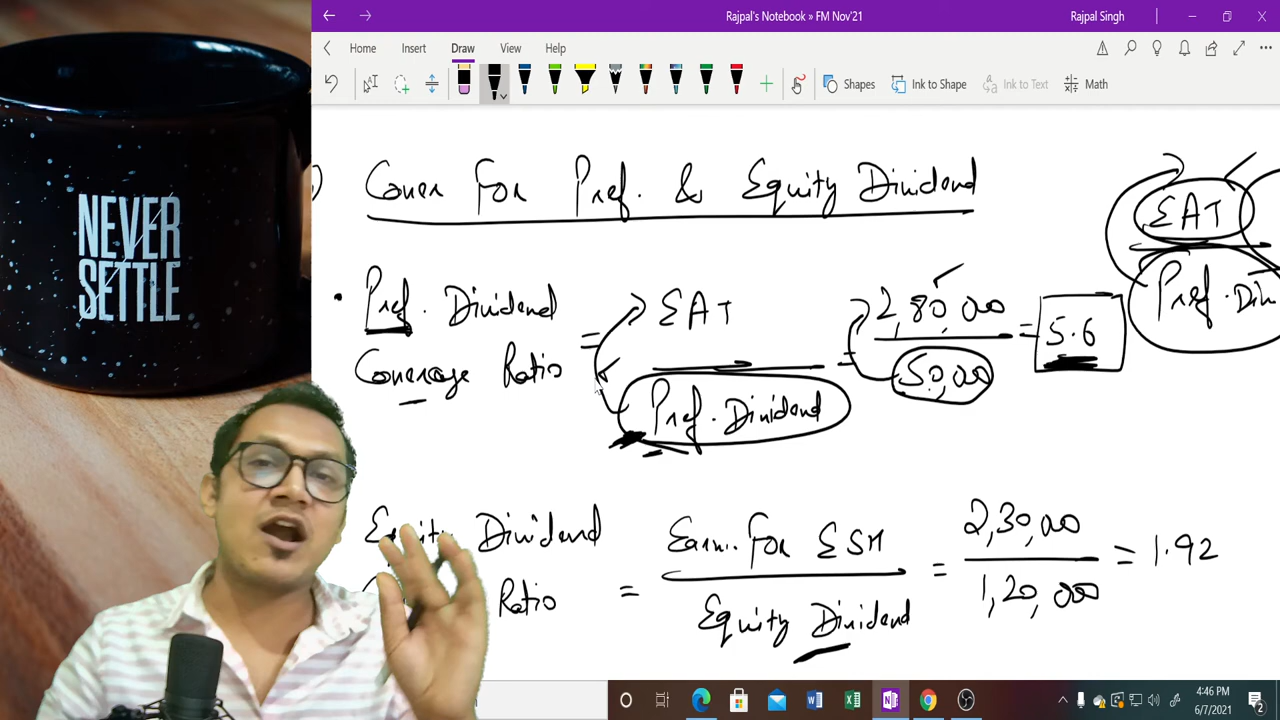 Rajpal's Notebook » FM Nov'21
Rajpal Singh
Home Insert Draw View Help
Shapes Ink to Shape Ink to Text Math
NEVER
SETTLE
) Cover For Pref. & Equity Dividend
EAT
Pref. Div
• Pref. Dividend
Coverage Ratio
= EAT
Pref. Dividend
= 2,80,000
50,000
= 5.6
Equity Dividend
Ratio
= Earn. For ESH
Equity Dividend
= 2,30,000
1,20,000
= 1.92
4:46 PM
6/7/2021
2